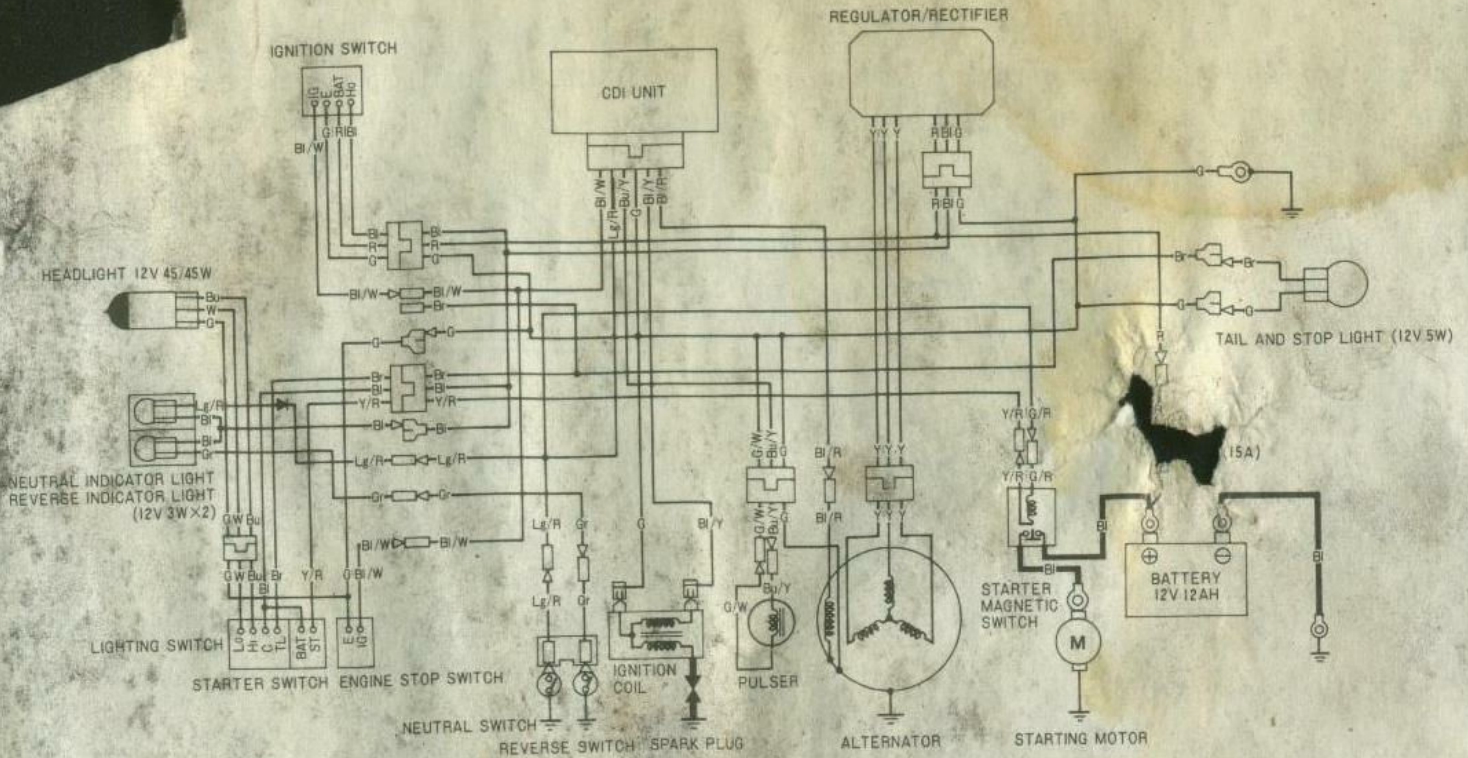 REGULATOR/RECTIFIER
IGNITION SWITCH
IG
E
BAT
Ho
CDI UNIT
Bl/W
G
R
Bl
Y Y Y
R Bl G
Bl/W
Lg/R
Bu/Y
G
Bl/Y
Bl/R
R Bl G
G
Bl
R
G
Bl
R
G
HEADLIGHT 12V 45/45W
Bu
W
G
Bl/W
Bl/W
Br
Br
Br
G
G
G
G
R
TAIL AND STOP LIGHT (12V 5W)
Br
Bl
Y/R
Br
Bl
Y/R
Lg/R
Bl
Bl
Gr
Bl
Lg/R
Lg/R
Y/R
G/R
(15A)
G/W
Bu/Y
G
Bl/R
Y Y Y
Y/R
G/R
NEUTRAL INDICATOR LIGHT
REVERSE INDICATOR LIGHT
(12V 3W×2)
Gr
Gr
G W Bu
Lg/R
Gr
G
Bl/Y
G/W
Bu/Y
G
Bl/R
Y Y Y
Bl
Bl
Bl/W
Bl/W
G W Bu
Bl
Br
Y/R
G
Bl/W
Lg/R
Gr
G/W
Bu/Y
Bl
STARTER
MAGNETIC
SWITCH
BATTERY
12V 12AH
E
E
LIGHTING SWITCH
Lo
Hi
TL
BAT
ST
E
IG
M
STARTER SWITCH
ENGINE STOP SWITCH
IGNITION
COIL
PULSER
NEUTRAL SWITCH
REVERSE SWITCH
SPARK PLUG
ALTERNATOR
STARTING MOTOR